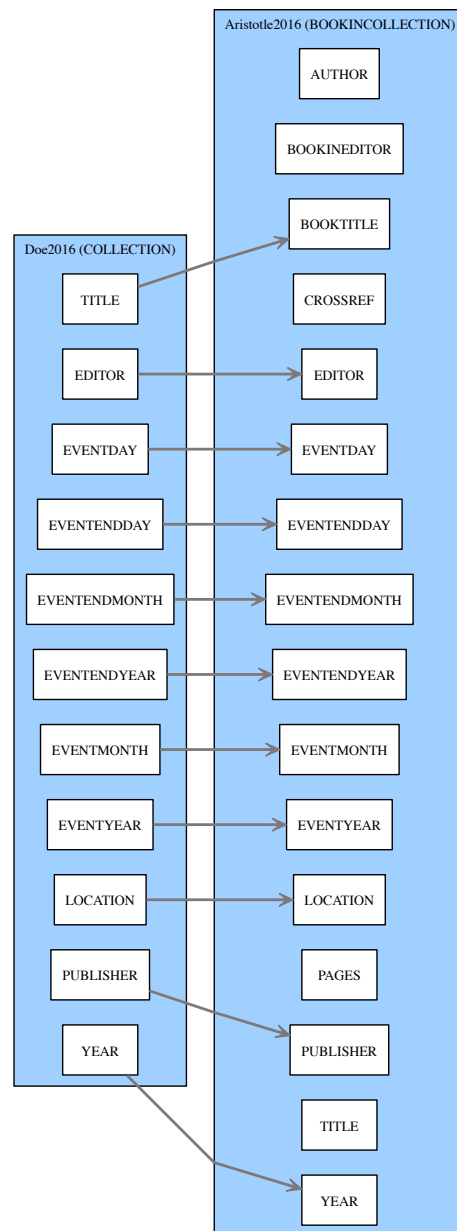 Doe2016 (COLLECTION)
TITLE
EDITOR
EVENTDAY
EVENTENDDAY
EVENTENDMONTH
EVENTENDYEAR
EVENTMONTH
EVENTYEAR
LOCATION
PUBLISHER
YEAR
Aristotle2016 (BOOKINCOLLECTION)
AUTHOR
BOOKINEDITOR
BOOKTITLE
CROSSREF
EDITOR
EVENTDAY
EVENTENDDAY
EVENTENDMONTH
EVENTENDYEAR
EVENTMONTH
EVENTYEAR
LOCATION
PAGES
PUBLISHER
TITLE
YEAR